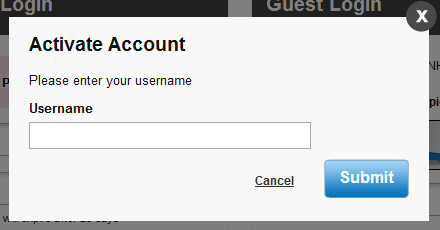 Login
Guest Login
X
Activate Account
Please enter your username
Username
Cancel
Submit